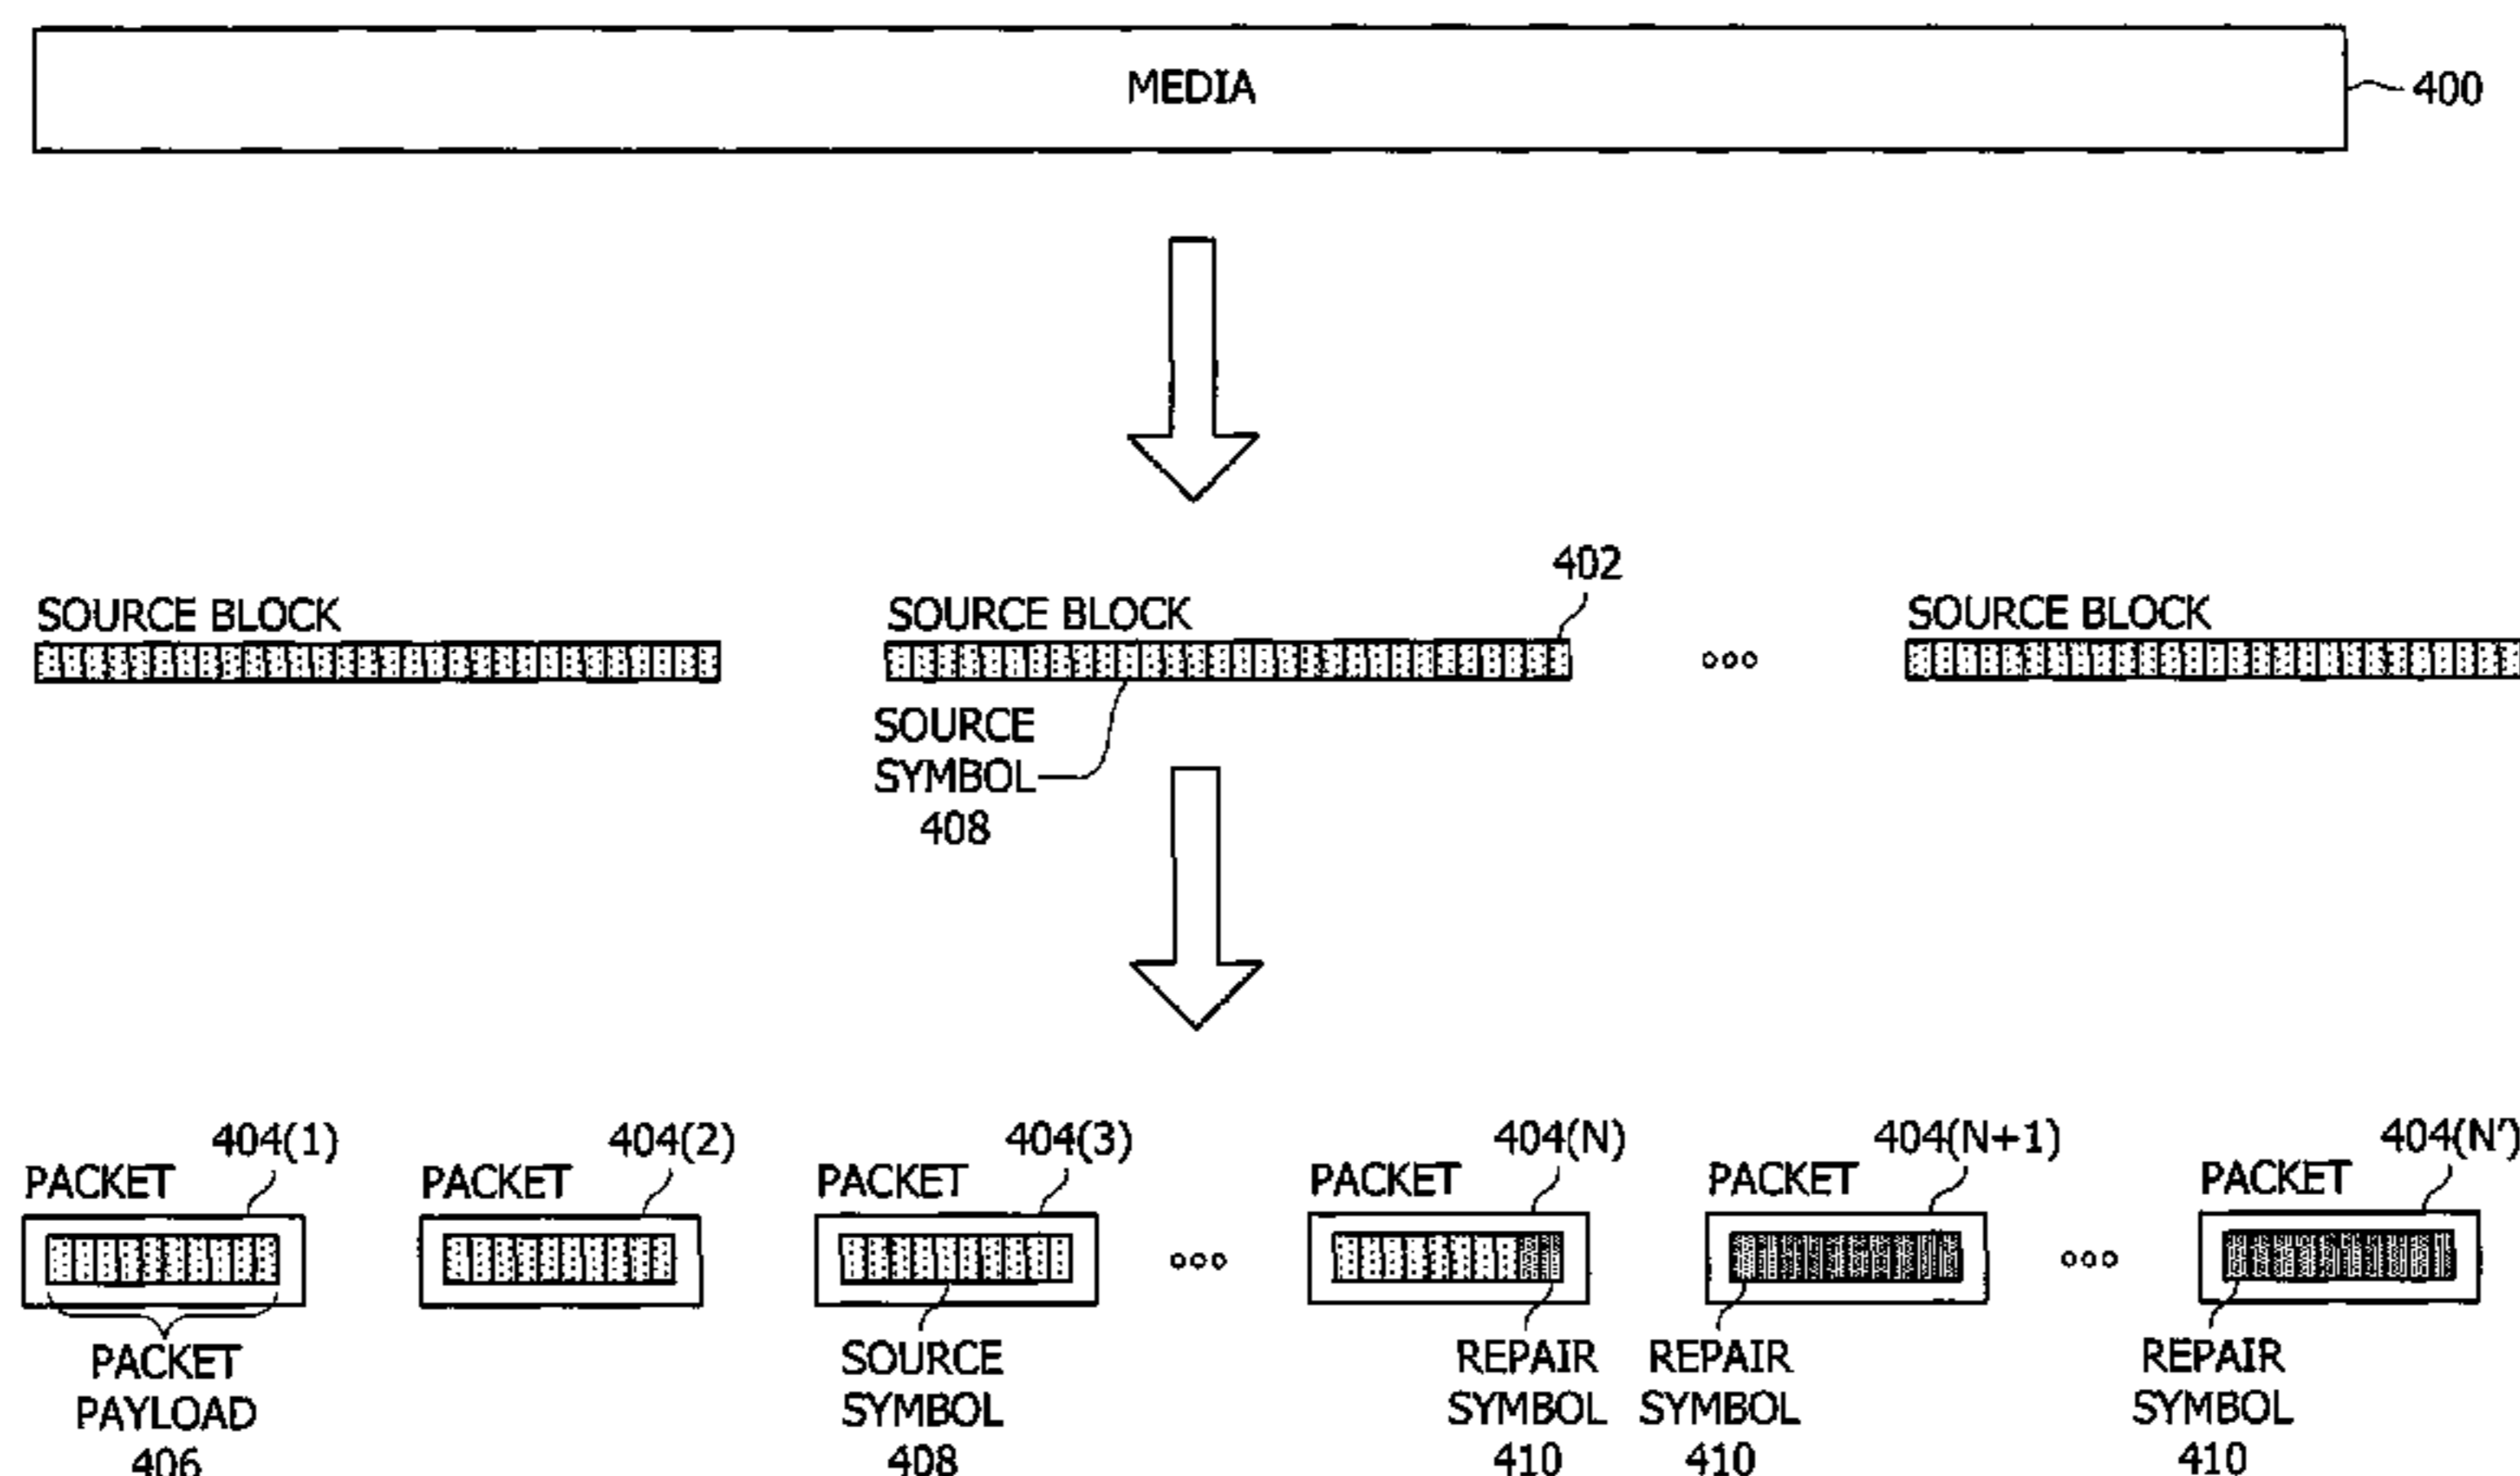 MEDIA
400
402
SOURCE BLOCK
SOURCE BLOCK
SOURCE BLOCK
SOURCE
SYMBOL
408
404(1)
404(2)
404(3)
404(N)
404(N+1)
404(N')
PACKET
PACKET
PACKET
PACKET
PACKET
PACKET
PACKET
PAYLOAD
406
SOURCE
SYMBOL
408
REPAIR
SYMBOL
410
REPAIR
SYMBOL
410
REPAIR
SYMBOL
410